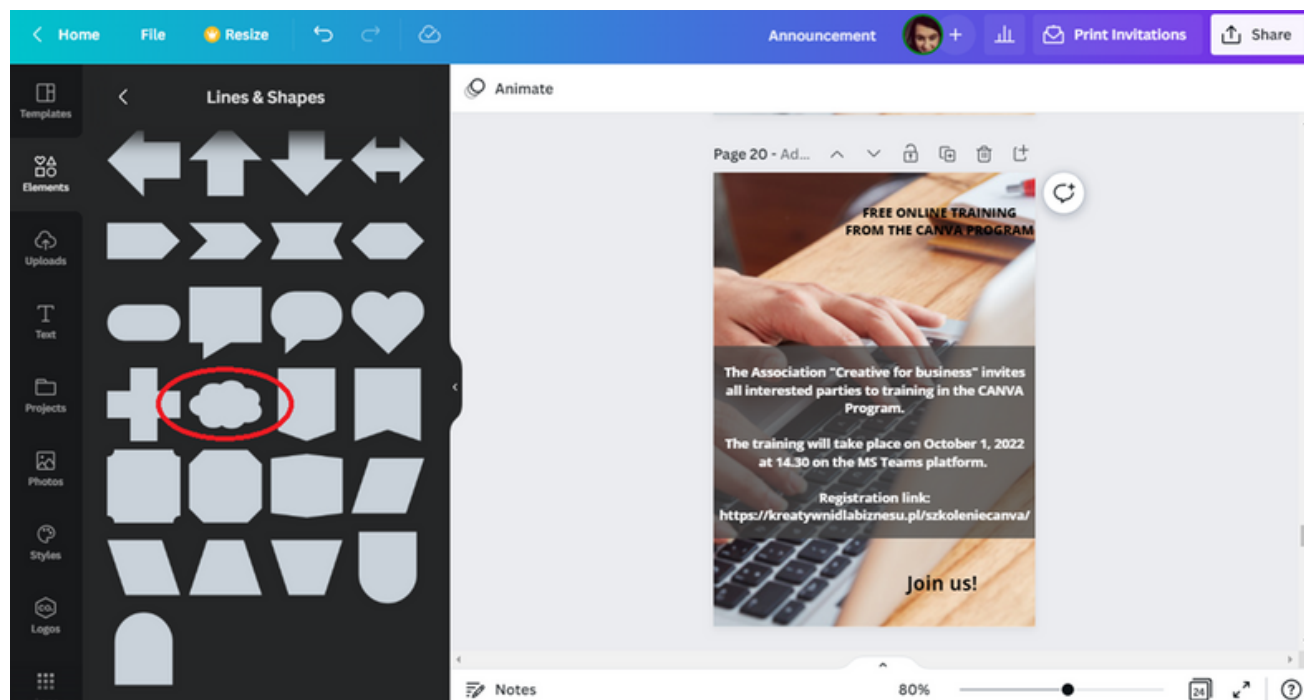 Home File Resize Announcement + Print Invitations Share
Templates
Elements
Uploads
Text
Projects
Photos
Styles
CO.
Logos
Lines & Shapes
Animate
Page 20 - Ad...
FREE ONLINE TRAINING
FROM THE CANVA PROGRAM
The Association "Creative for business" invites
all interested parties to training in the CANVA
Program.
The training will take place on October 1, 2022
at 14.30 on the MS Teams platform.
Registration link:
https://kreatywnidlabiznesu.pl/szkoleniecanva/
Join us!
Notes 80% 24 ?